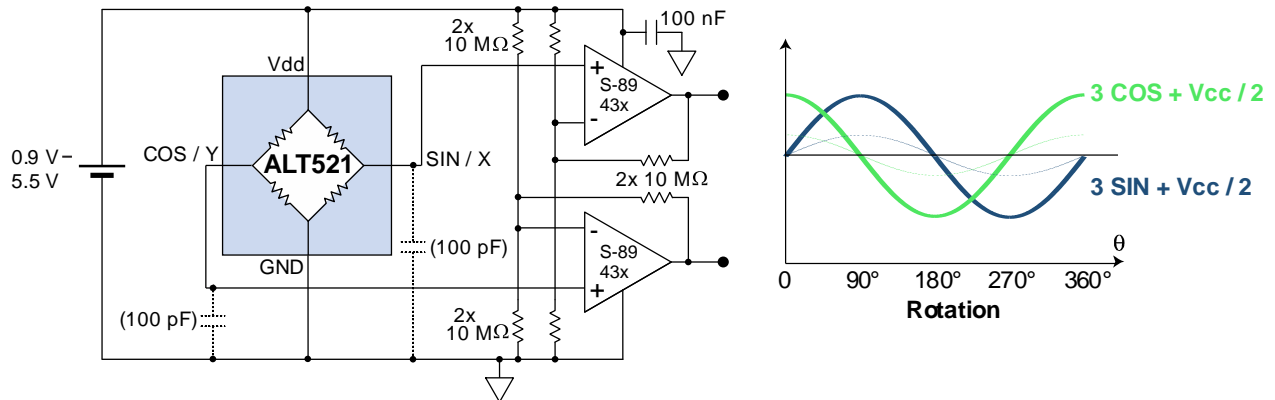 2x
10 MΩ
100 nF
Vdd
+
S-89
43x
-
0.9 V–
5.5 V
COS / Y
ALT521
SIN / X
2x 10 MΩ
(100 pF)
GND
-
S-89
43x
+
(100 pF)
2x
10 MΩ
3 COS + Vcc / 2
3 SIN + Vcc / 2
θ
0 90° 180° 270° 360°
Rotation